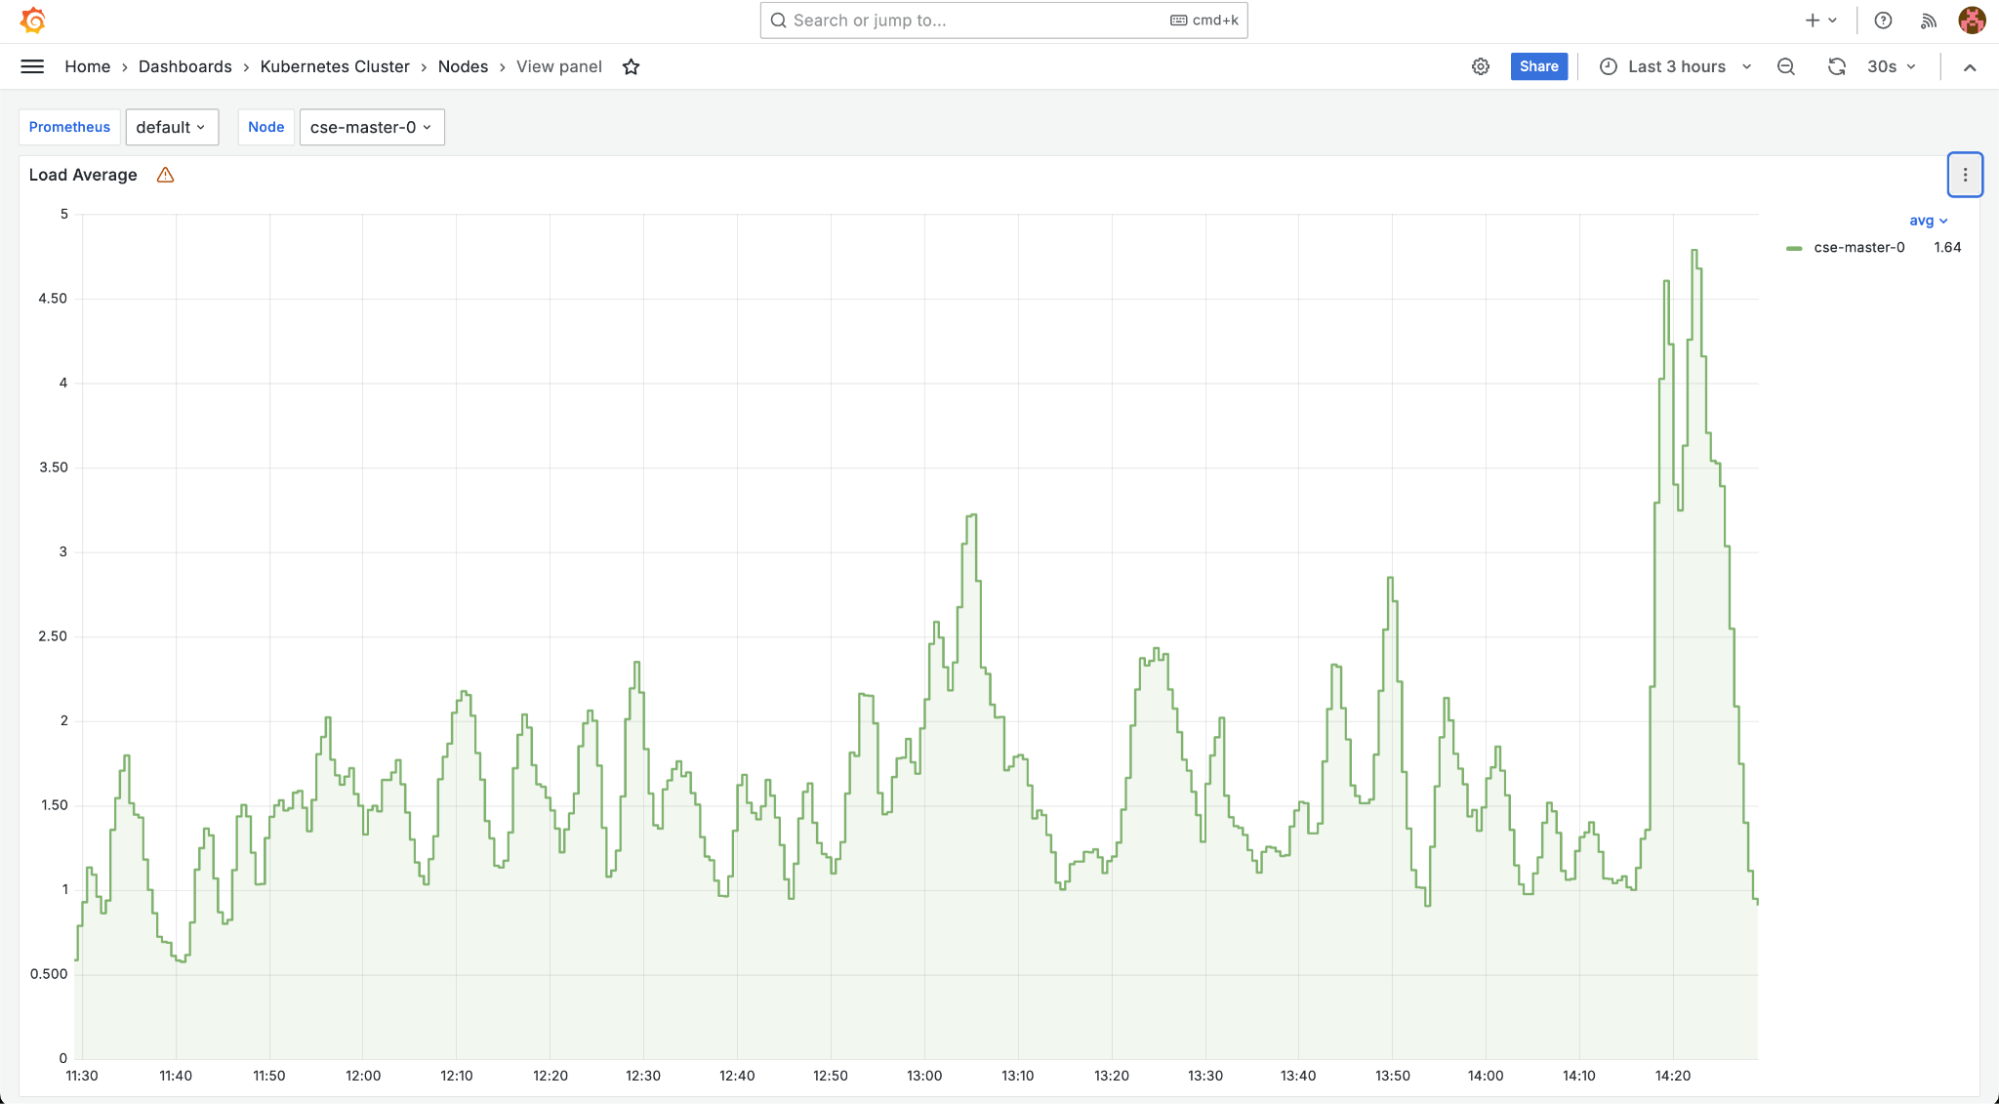 Search or jump to...
cmd+k
Home › Dashboards › Kubernetes Cluster › Nodes › View panel
Share
Last 3 hours
30s
Prometheus
default
Node
cse-master-0
Load Average
avg
cse-master-0 1.64
5
4.50
4
3.50
3
2.50
2
1.50
1
0.500
0
11:30 11:40 11:50 12:00 12:10 12:20 12:30 12:40 12:50 13:00 13:10 13:20 13:30 13:40 13:50 14:00 14:10 14:20